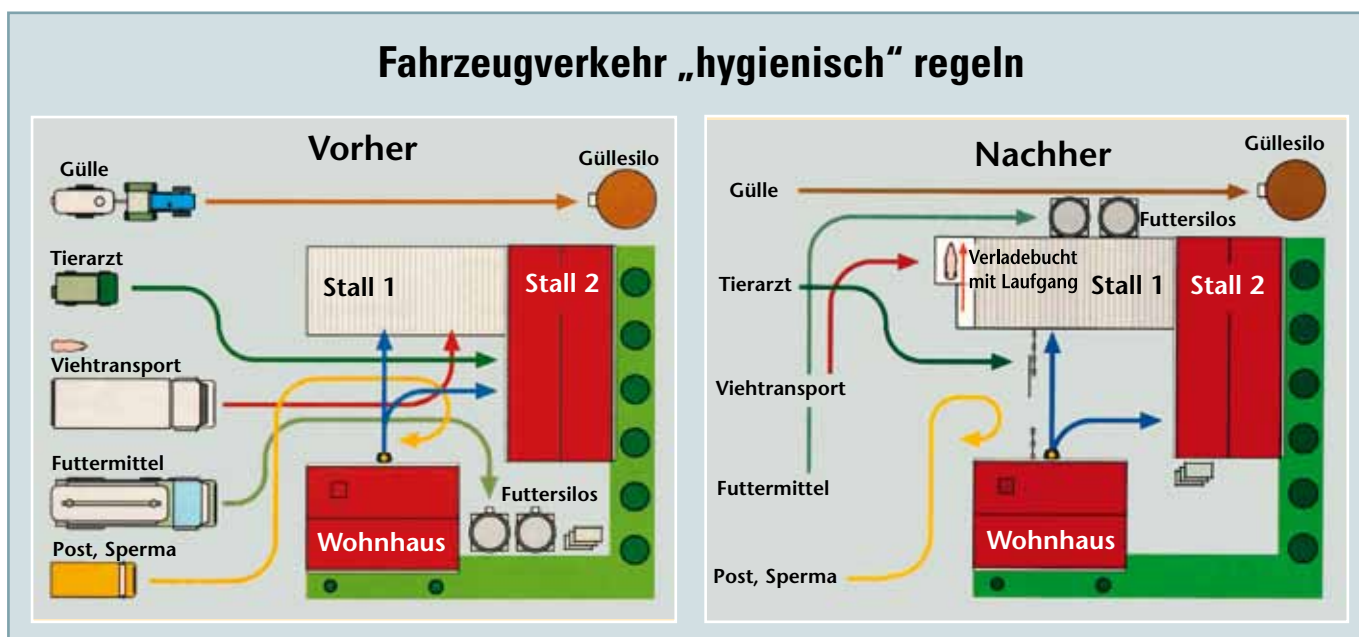 Fahrzeugverkehr „hygienisch“ regeln
Vorher
Gülle
Güllesilo
Tierarzt
Stall 1
Stall 2
Viehtransport
Futtermittel
Futtersilos
Wohnhaus
Post, Sperma
Nachher
Güllesilo
Gülle
Futtersilos
Verladebucht
mit Laufgang
Tierarzt
Stall 1
Stall 2
Viehtransport
Futtermittel
Wohnhaus
Post, Sperma